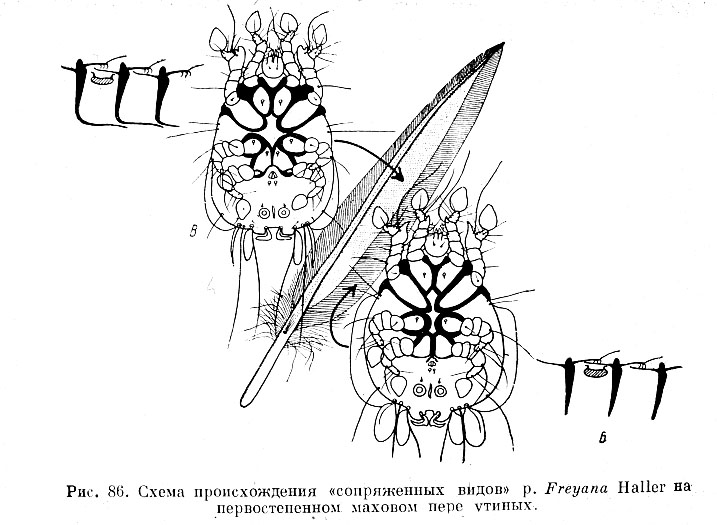 В
Б
Рис. 86. Схема происхождения «сопряженных видов» р. Freyana Haller на
первостепенном маховом пере утиных.